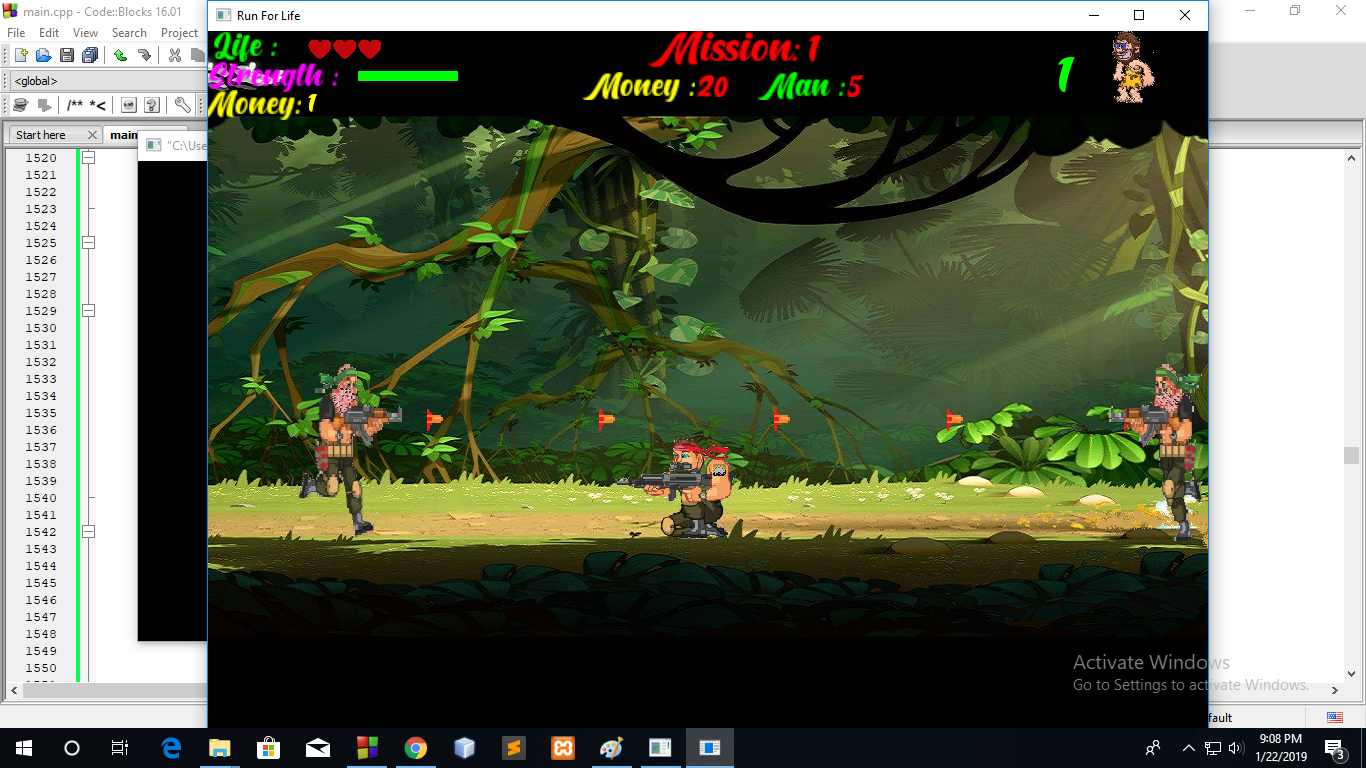 main.cpp - Code::Blocks 16.01
File Edit View Search Project
<global>
/** *<
Start here
main
"C:\Use
1520
1521
1522
1523
1524
1525
1526
1527
1528
1529
1530
1531
1532
1533
1534
1535
1536
1537
1538
1539
1540
1541
1542
1543
1544
1545
1546
1547
1548
1549
1550
Run For Life
Life :
Strength :
Money: 1
Mission: 1
Money :20 Man :5
1
Activate Windows
Go to Settings to activate Windows.
fault
9:08 PM
1/22/2019
3